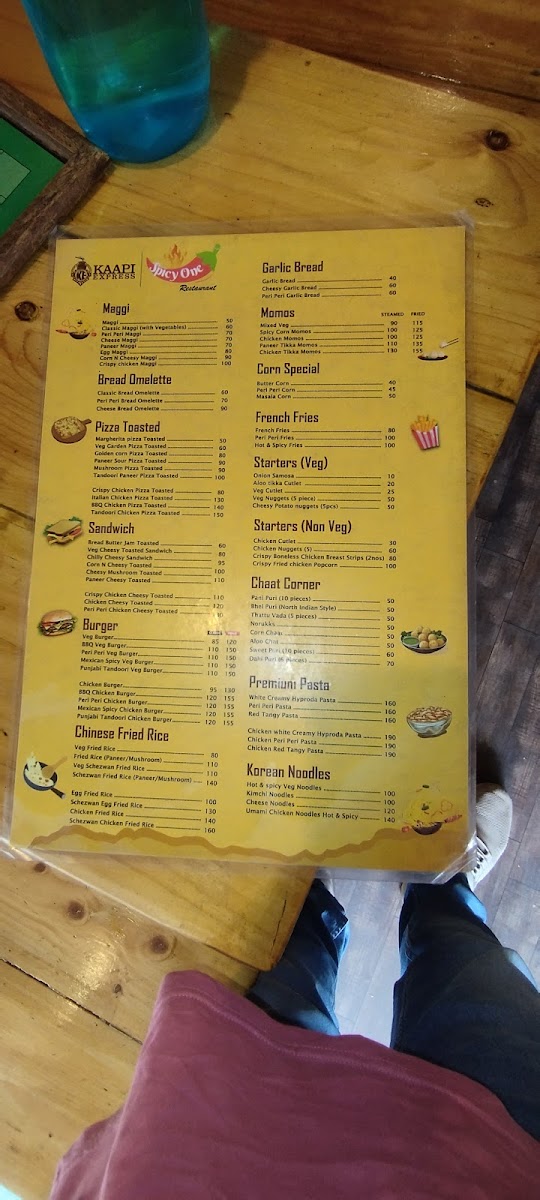 KAAPI
EXPRESS
Spicy One
Restaurant
Maggi
Maggi 50
Classic Maggi (with Vegetables) 60
Peri Peri Maggi 70
Cheese Maggi 70
Paneer Maggi 70
Egg Maggi 80
Corn N Cheesy Maggi 90
Crispy chicken Maggi 100
Bread Omelette
Classic Bread Omelette 60
Peri Peri Bread Omelette 70
Cheese Bread Omelette 90
Pizza Toasted
Margherita pizza Toasted 50
Veg Garden Pizza Toasted 60
Golden corn Pizza Toasted 80
Paneer Sour Pizza Toasted 90
Mushroom Pizza Toasted 90
Tandoori Paneer Pizza Toasted 100
Crispy Chicken Pizza Toasted 80
Italian Chicken Pizza Toasted 130
BBQ Chicken Pizza Toasted 140
Tandoori Chicken Pizza Toasted 150
Sandwich
Bread Butter Jam Toasted 60
Veg Cheesy Toasted Sandwich 60
Chilly Cheesy Sandwich 80
Corn N Cheesy Toasted 95
Cheesy Mushroom Toasted 100
Paneer Cheesy Toasted 110
Crispy Chicken Cheesy Toasted 110
Chicken Cheesy Toasted 120
Peri Peri Chicken Cheesy Toasted
Burger
Veg Burger 85 120
BBQ Veg Burger 110 150
Peri Peri Veg Burger 110 150
Mexican Spicy Veg Burger 110 150
Punjabi Tandoori Veg Burger 110 150
Chicken Burger 95 130
BBQ Chicken Burger 120 155
Peri Peri Chicken Burger 120 155
Mexican Spicy Chicken Burger 120 155
Punjabi Tandoori Chicken Burger 120 155
Chinese Fried Rice
Veg Fried Rice 80
Fried Rice (Paneer/Mushroom) 110
Veg Schezwan Fried Rice 110
Schezwan Fried Rice (Paneer/Mushroom) 140
Egg Fried Rice 100
Schezwan Egg Fried Rice 130
Chicken Fried Rice 140
Schezwan Chicken Fried Rice 160
Garlic Bread
Garlic Bread 40
Cheesy Garlic Bread 60
Peri Peri Garlic Bread 60
Momos STEAMED FRIED
Mixed Veg 90 115
Spicy Corn Momos 100 125
Chicken Momos 100 125
Paneer Tikka Momos 110 135
Chicken Tikka Momos 130 155
Corn Special
Butter Corn 40
Peri Peri Corn 45
Masala Corn 50
French Fries
French Fries 80
Peri Peri Fries 100
Hot & Spicy Fries 100
Starters (Veg)
Onion Samosa 10
Aloo tikka Cutlet 20
Veg Cutlet 25
Veg Nuggets (5 piece) 50
Cheesy Potato nuggets (5pcs) 50
Starters (Non Veg)
Chicken Cutlet 30
Chicken Nuggets (5) 60
Crispy Boneless Chicken Breast Strips (2nos) 80
Crispy Fried chicken Popcorn 100
Chaat Corner
Pani Puri (10 pieces) 50
Bhel Puri (North Indian Style) 50
Thattu Vada (5 pieces) 50
Norukks 50
Corn Chaat 50
Aloo Chat 50
Sweet Puri (10 pieces) 60
Dahi Puri (6 pieces) 70
Premium Pasta
White Creamy Hyproda Pasta 160
Peri Peri Pasta 160
Red Tangy Pasta 160
Chicken white Creamy Hyproda Pasta 190
Chicken Peri Peri Pasta 190
Chicken Red Tangy Pasta 190
Korean Noodles
Hot & spicy Veg Noodles 100
Kimchi Noodles 100
Cheese Noodles 120
Umami Chicken Noodles Hot & Spicy 140